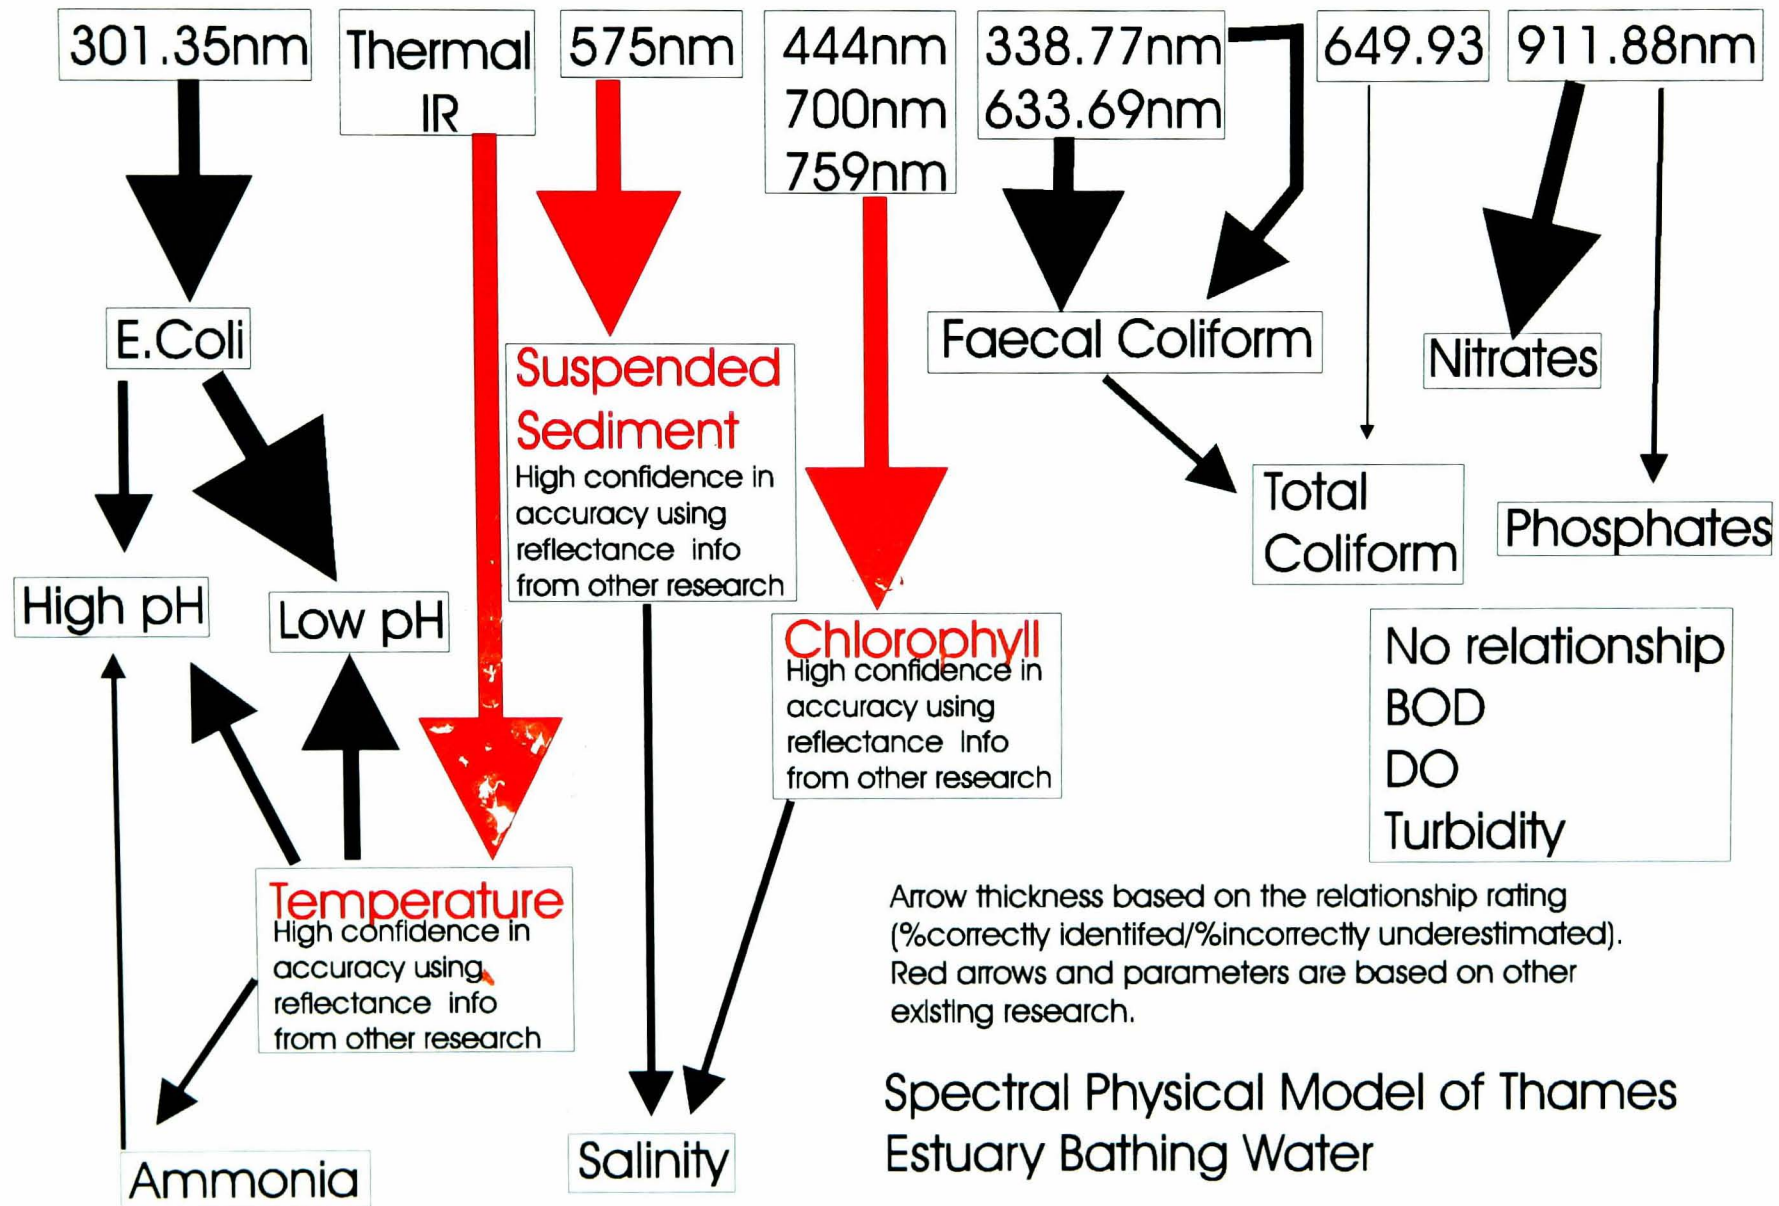 301.35nm
Thermal
IR
575nm
444nm
700nm
759nm
338.77nm
633.69nm
649.93
911.88nm
E.Coli
Suspended
Sediment
High confidence in
accuracy using
reflectance info
from other research
Faecal Coliform
Nitrates
Total
Coliform
Phosphates
High pH
Low pH
Chlorophyll
High confidence in
accuracy using
reflectance info
from other research
No relationship
BOD
DO
Turbidity
Temperature
High confidence in
accuracy using
reflectance info
from other research
Arrow thickness based on the relationship rating
(%correctly identifed/%incorrectly underestimated).
Red arrows and parameters are based on other
existing research.
Spectral Physical Model of Thames
Estuary Bathing Water
Ammonia
Salinity